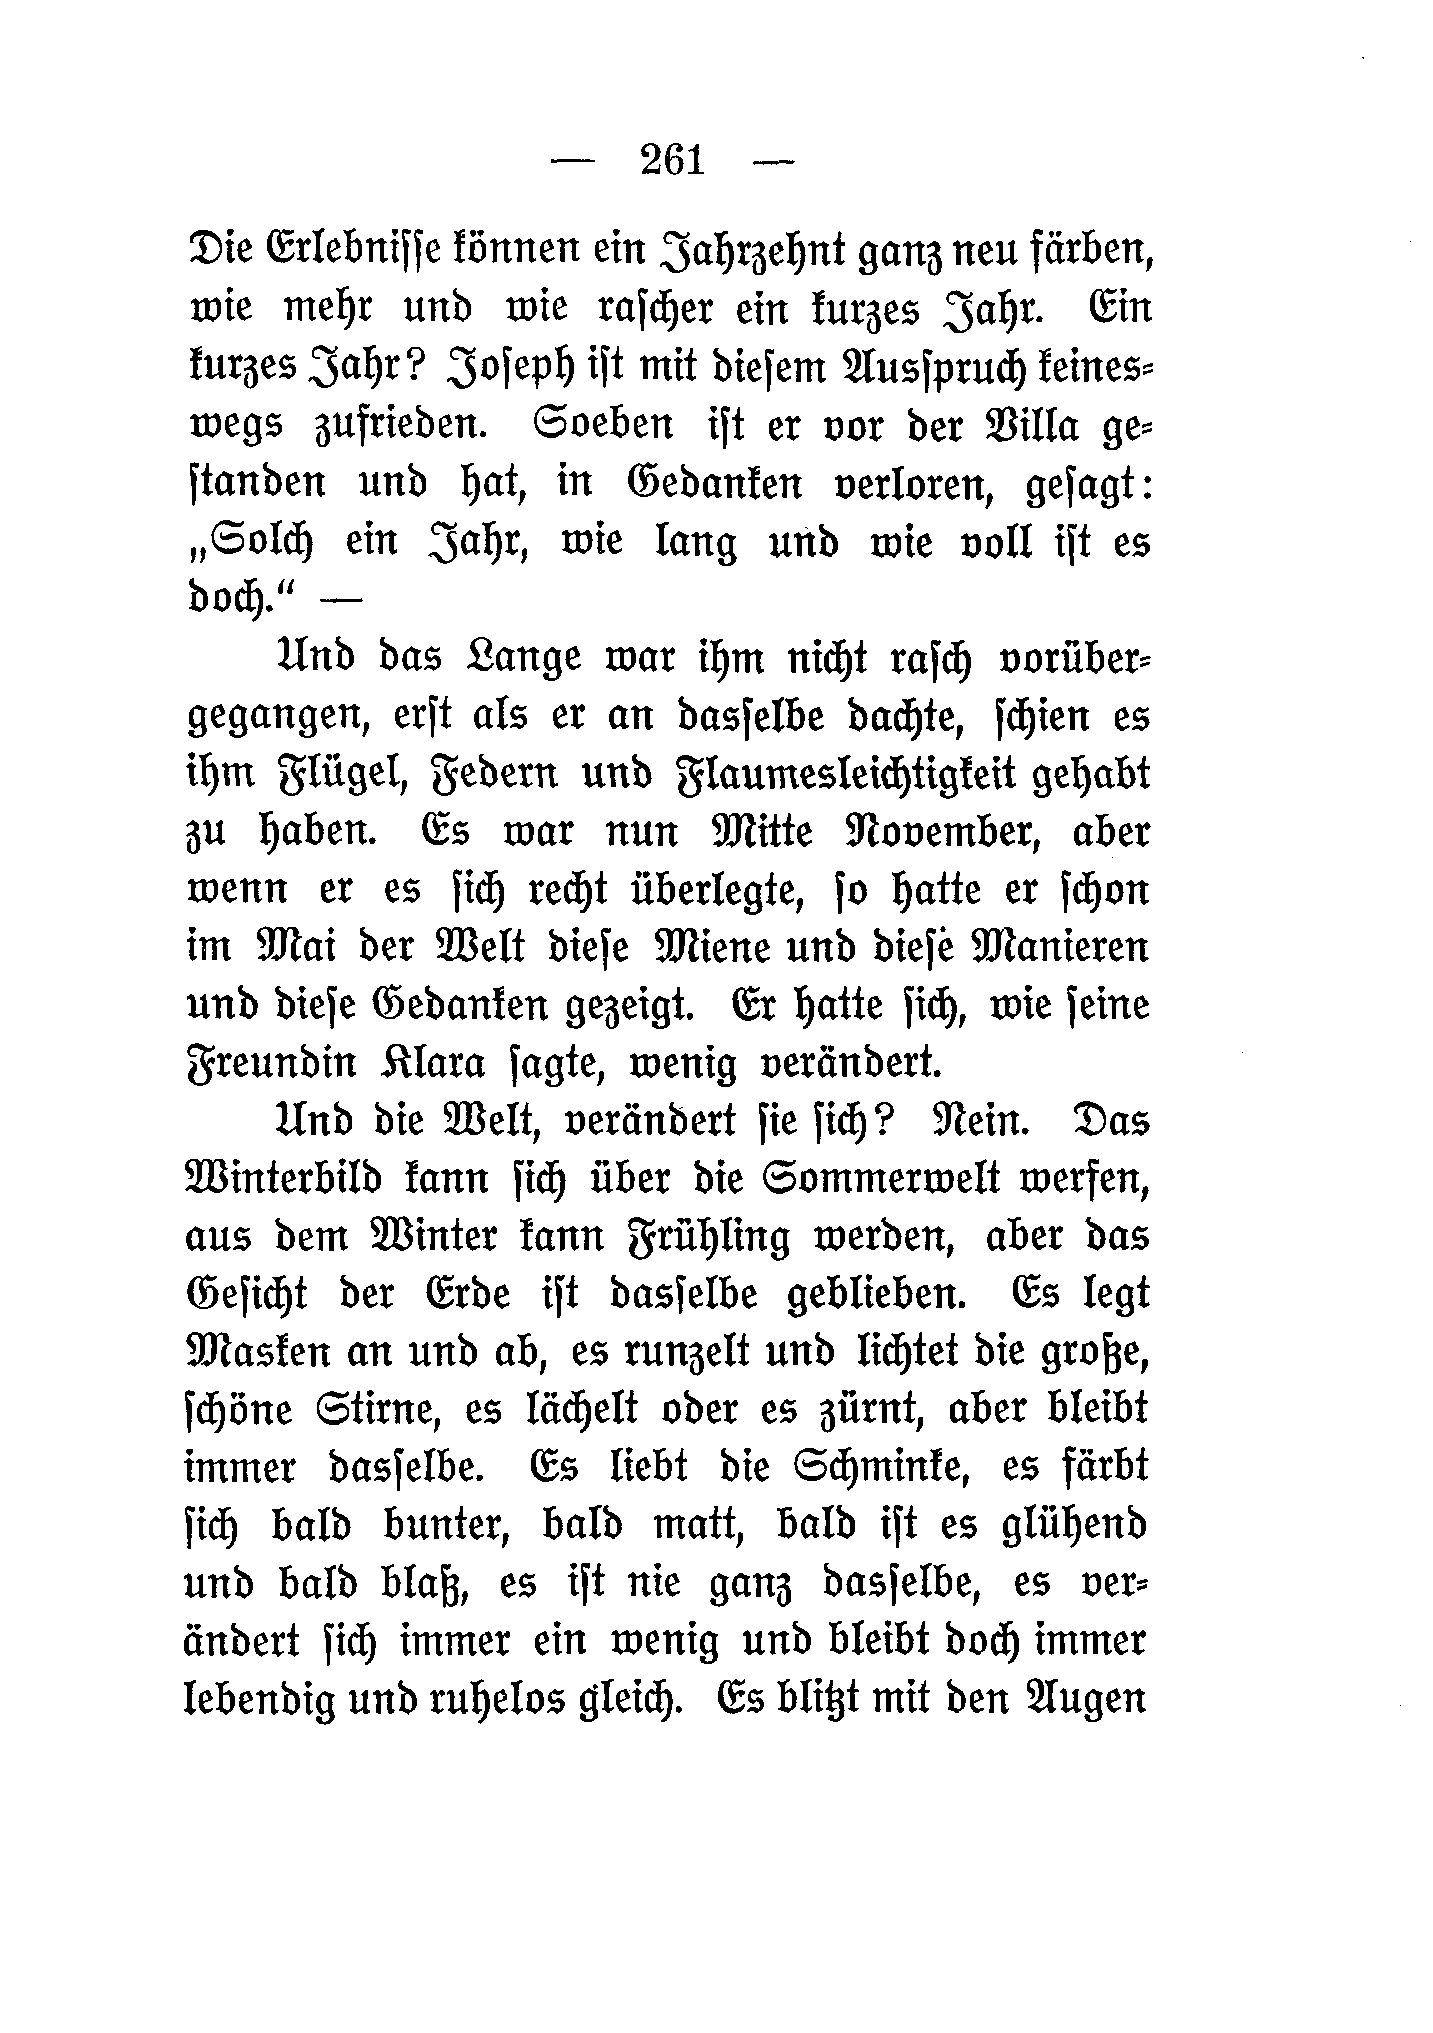 — 261 —
Die Erlebniſſe können ein Jahrzehnt ganz neu färben,
wie mehr und wie raſcher ein kurzes Jahr. Ein
kurzes Jahr? Joſeph iſt mit dieſem Ausſpruch keines⸗
wegs zufrieden. Soeben iſt er vor der Villa ge⸗
ſtanden und hat, in Gedanken verloren, geſagt:
„Solch ein Jahr, wie lang und wie voll iſt es
doch.“ —
Und das Lange war ihm nicht raſch vorüber⸗
gegangen, erſt als er an dasſelbe dachte, ſchien es
ihm Flügel, Federn und Flaumesleichtigkeit gehabt
zu haben. Es war nun Mitte November, aber
wenn er es ſich recht überlegte, ſo hatte er ſchon
im Mai der Welt dieſe Miene und dieſe Manieren
und dieſe Gedanken gezeigt. Er hatte ſich, wie ſeine
Freundin Klara ſagte, wenig verändert.
Und die Welt, verändert ſie ſich? Nein. Das
Winterbild kann ſich über die Sommerwelt werfen,
aus dem Winter kann Frühling werden, aber das
Geſicht der Erde iſt dasſelbe geblieben. Es legt
Masken an und ab, es runzelt und lichtet die große,
ſchöne Stirne, es lächelt oder es zürnt, aber bleibt
immer dasſelbe. Es liebt die Schminke, es färbt
ſich bald bunter, bald matt, bald iſt es glühend
und bald blaß, es iſt nie ganz dasſelbe, es ver⸗
ändert ſich immer ein wenig und bleibt doch immer
lebendig und ruhelos gleich. Es blitzt mit den Augen